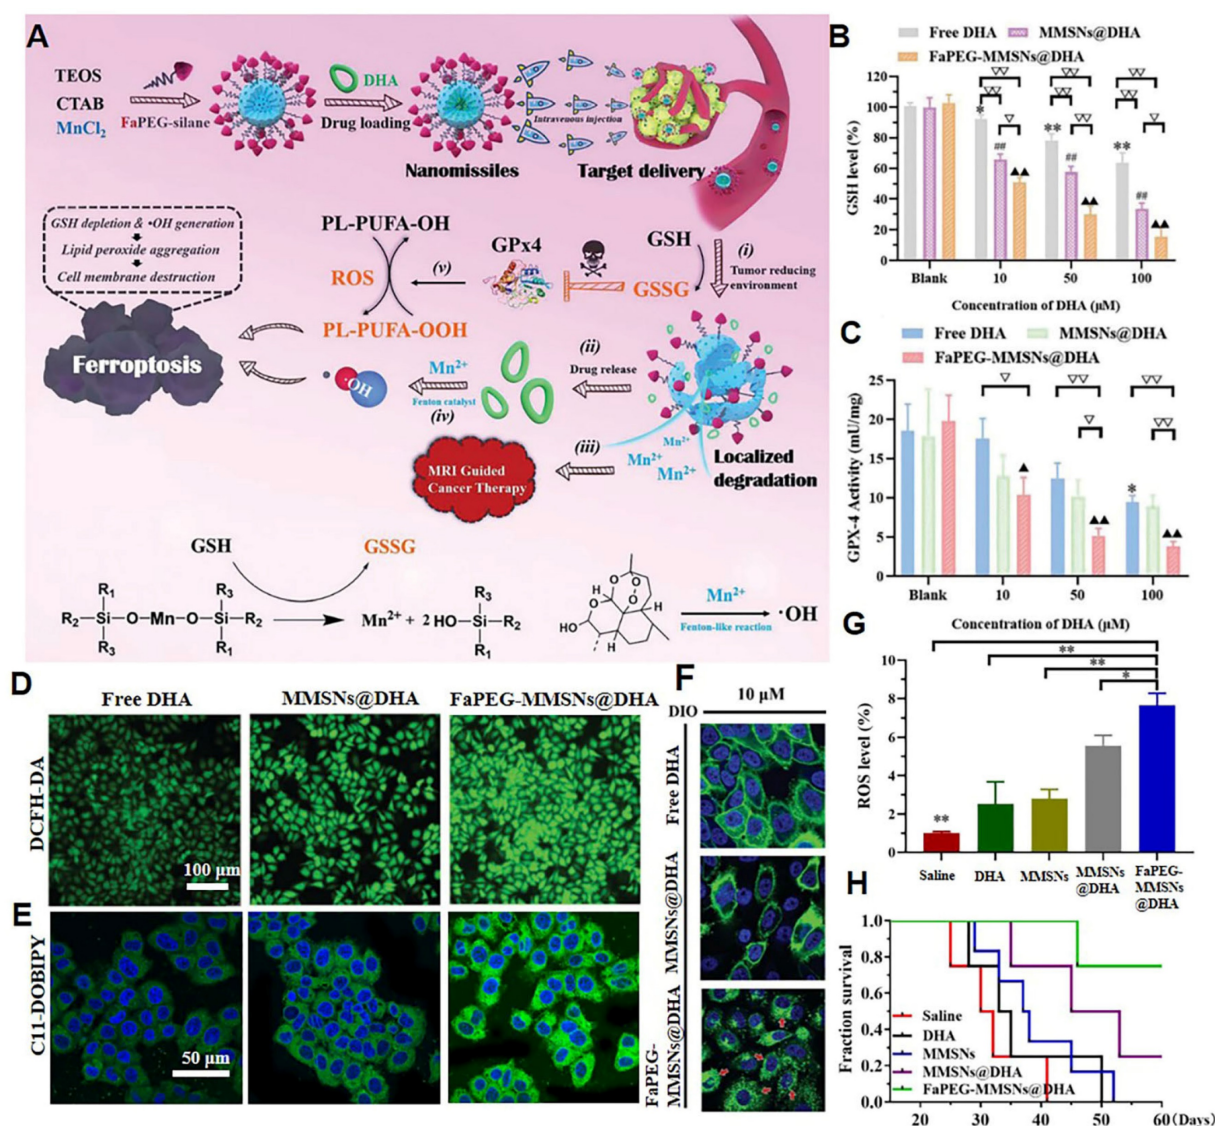 A
TEOS
CTAB
MnCl2
FaPEG-silane
DHA
Drug loading
Nanomissiles
Intravenous injection
Target delivery
GSH depletion & •OH generation
Lipid peroxide aggregation
Cell membrane destruction
Ferroptosis
PL-PUFA-OH
ROS
PL-PUFA-OOH
(v)
GPx4
GSH
GSSG
(i)
Tumor reducing
environment
(ii)
Drug release
Mn2+
Fenton catalyst
(iv)
·OH
(iii)
Mn2+
Mn2+
Mn2+
MRI Guided
Cancer Therapy
Localized
degradation
GSH
GSSG
R1
R3
R2–Si–O–Mn–O–Si–R2
R3
R1
Mn2+ + 2 HO–Si–R2
R3
R1
H
O
O
O
O
HO
H
H
Mn2+
Fenton-like reaction
·OH
B
Free DHA
MMSNs@DHA
FaPEG-MMSNs@DHA
GSH level (%)
120
100
80
60
40
20
0
*
##
▲▲
**
##
▲▲
**
##
▲▲
▽▽
▽▽
▽
▽▽
▽▽
▽▽
▽▽
▽▽
▽
Blank
10
50
100
Concentration of DHA (μM)
C
Free DHA
MMSNs@DHA
FaPEG-MMSNs@DHA
GPX-4 Activity (mU/mg)
25
20
15
10
5
0
▽
▲
▽▽
▽
▲▲
▽▽
▽▽
*
▲▲
Blank
10
50
100
Concentration of DHA (μM)
D
Free DHA
MMSNs@DHA
FaPEG-MMSNs@DHA
DCFH-DA
100 μm
E
C11-DOBIPY
50 μm
F
10 μM
DIO
Free DHA
MMSNs@DHA
FaPEG-
MMSNs@DHA
G
ROS level (%)
10
8
6
4
2
0
**
**
*
**
Saline
DHA
MMSNs
MMSNs
@DHA
FaPEG-
MMSNs
@DHA
H
Fraction survival
1.0
0.8
0.6
0.4
0.2
0.0
Saline
DHA
MMSNs
MMSNs@DHA
FaPEG-MMSNs@DHA
20
30
40
50
60 (Days)